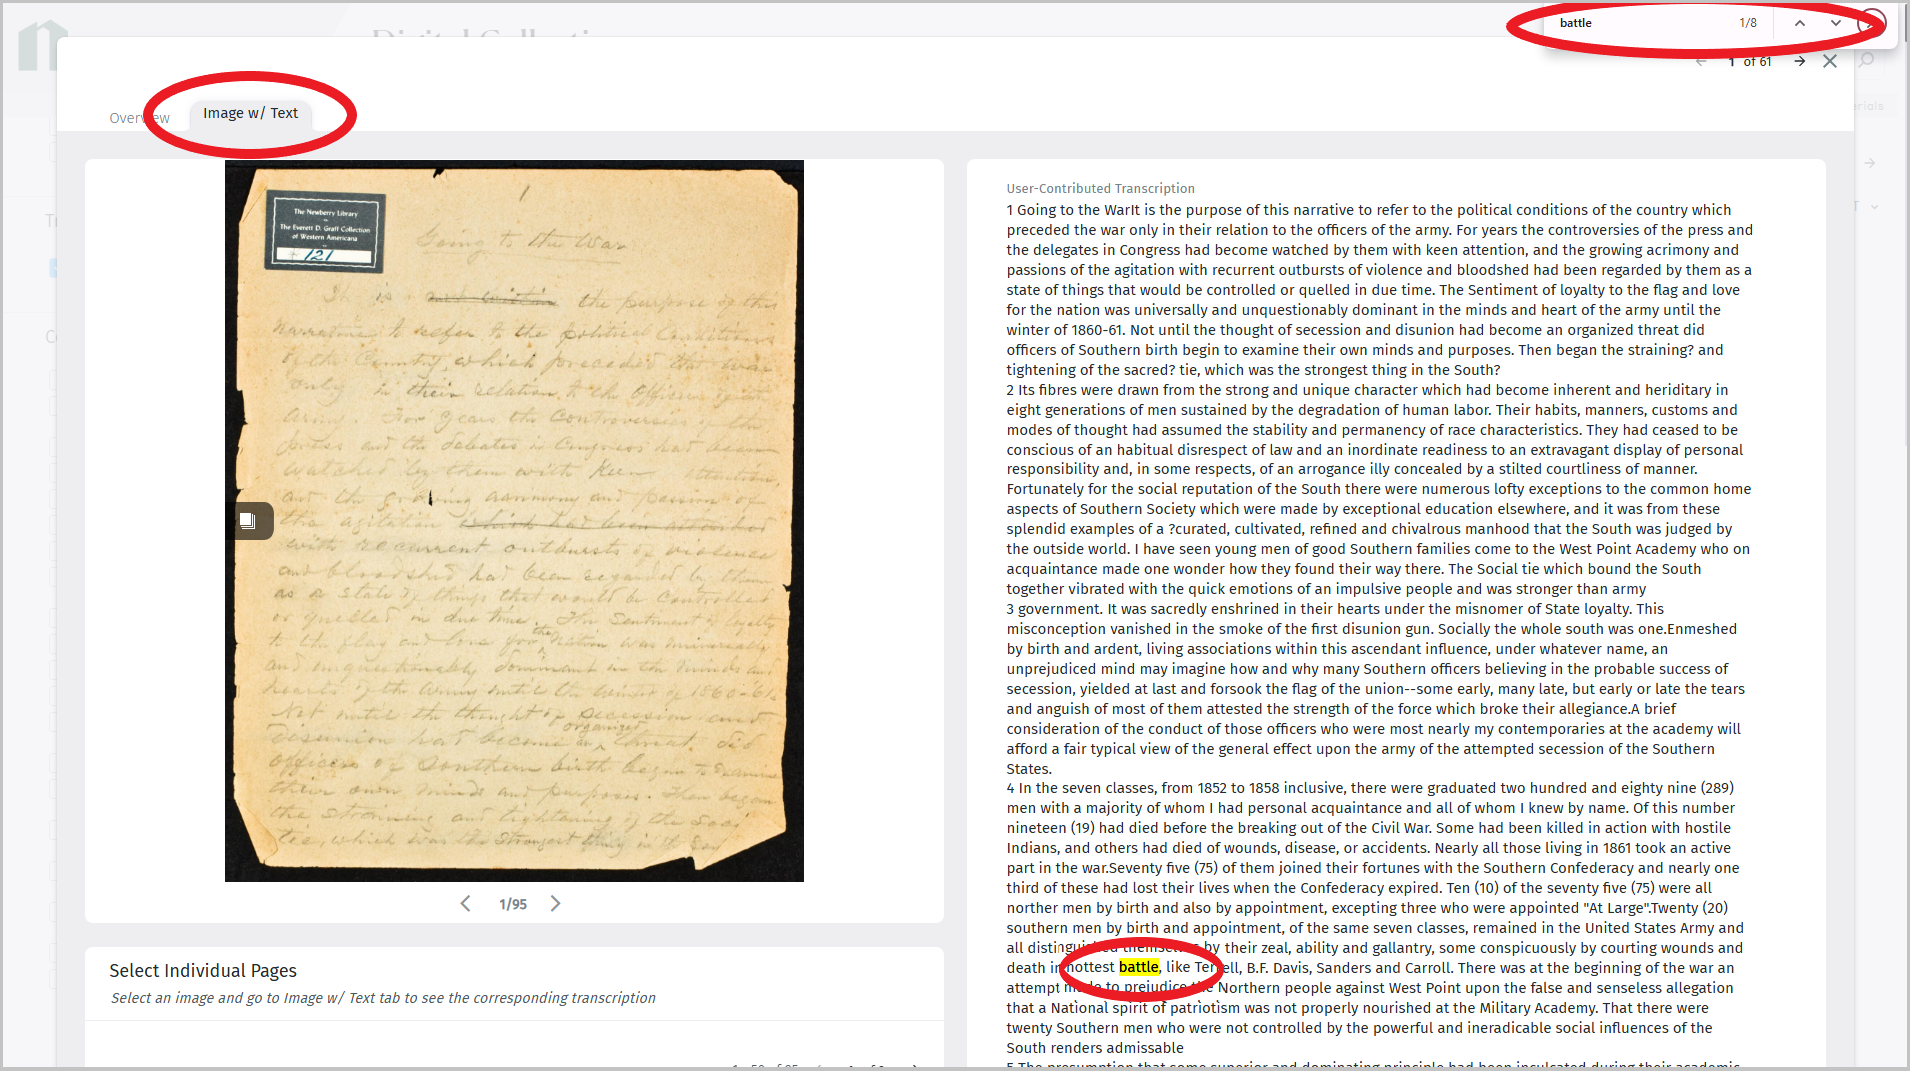 Digital Collecti
battle 1/8
1 of 61
Overview
Image w/ Text
The Newberry Library
The Everett D. Graff Collection
of Western Americana
121
1
Going to the War
It is the purpose of this
narrative to refer to the political Conditions
of the Country which preceded the war
only in their relation to the Officers of the
army. For years the Controversies of the
press and the debates in Congress had been
watched by them with Keen attention,
and the growing acrimony and passion of
the agitation which had been
with recurrent outbursts of violence
and bloodshed had been regarded by them
as a State of things that would be Controlled
or quelled in due time. The Sentiment of loyalty
to the flag and love for the Nation was universally
and unquestionably dominant in the minds and
hearts of the army until the winter of 1860-61.
Not until the thought of secession and
disunion had become an organized threat did
officers of Southern birth begin to examine
their own minds and purposes. Then began
the straining and tightening of the
tie, which was the Strongest thing in the
1/95
Select Individual Pages
Select an image and go to Image w/ Text tab to see the corresponding transcription
User-Contributed Transcription
1 Going to the WarIt is the purpose of this narrative to refer to the political conditions of the country which
preceded the war only in their relation to the officers of the army. For years the controversies of the press and
the delegates in Congress had become watched by them with keen attention, and the growing acrimony and
passions of the agitation with recurrent outbursts of violence and bloodshed had been regarded by them as a
state of things that would be controlled or quelled in due time. The Sentiment of loyalty to the flag and love
for the nation was universally and unquestionably dominant in the minds and heart of the army until the
winter of 1860-61. Not until the thought of secession and disunion had become an organized threat did
officers of Southern birth begin to examine their own minds and purposes. Then began the straining? and
tightening of the sacred? tie, which was the strongest thing in the South?
2 Its fibres were drawn from the strong and unique character which had become inherent and heriditary in
eight generations of men sustained by the degradation of human labor. Their habits, manners, customs and
modes of thought had assumed the stability and permanency of race characteristics. They had ceased to be
conscious of an habitual disrespect of law and an inordinate readiness to an extravagant display of personal
responsibility and, in some respects, of an arrogance illy concealed by a stilted courtliness of manner.
Fortunately for the social reputation of the South there were numerous lofty exceptions to the common home
aspects of Southern Society which were made by exceptional education elsewhere, and it was from these
splendid examples of a ?curated, cultivated, refined and chivalrous manhood that the South was judged by
the outside world. I have seen young men of good Southern families come to the West Point Academy who on
acquaintance made one wonder how they found their way there. The Social tie which bound the South
together vibrated with the quick emotions of an impulsive people and was stronger than army
3 government. It was sacredly enshrined in their hearts under the misnomer of State loyalty. This
misconception vanished in the smoke of the first disunion gun. Socially the whole south was one.Enmeshed
by birth and ardent, living associations within this ascendant influence, under whatever name, an
unprejudiced mind may imagine how and why many Southern officers believing in the probable success of
secession, yielded at last and forsook the flag of the union--some early, many late, but early or late the tears
and anguish of most of them attested the strength of the force which broke their allegiance.A brief
consideration of the conduct of those officers who were most nearly my contemporaries at the academy will
afford a fair typical view of the general effect upon the army of the attempted secession of the Southern
States.
4 In the seven classes, from 1852 to 1858 inclusive, there were graduated two hundred and eighty nine (289)
men with a majority of whom I had personal acquaintance and all of whom I knew by name. Of this number
nineteen (19) had died before the breaking out of the Civil War. Some had been killed in action with hostile
Indians, and others had died of wounds, disease, or accidents. Nearly all those living in 1861 took an active
part in the war.Seventy five (75) of them joined their fortunes with the Southern Confederacy and nearly one
third of these had lost their lives when the Confederacy expired. Ten (10) of the seventy five (75) were all
norther men by birth and also by appointment, excepting three who were appointed "At Large".Twenty (20)
southern men by birth and appointment, of the same seven classes, remained in the United States Army and
all distinguished themselves by their zeal, ability and gallantry, some conspicuously by courting wounds and
death in hottest battle, like Terrell, B.F. Davis, Sanders and Carroll. There was at the beginning of the war an
attempt made to prejudice the Northern people against West Point upon the false and senseless allegation
that a National spirit of patriotism was not properly nourished at the Military Academy. That there were
twenty Southern men who were not controlled by the powerful and ineradicable social influences of the
South renders admissable
5 The presumption that some superior and dominating principle had been inculcated during their academic